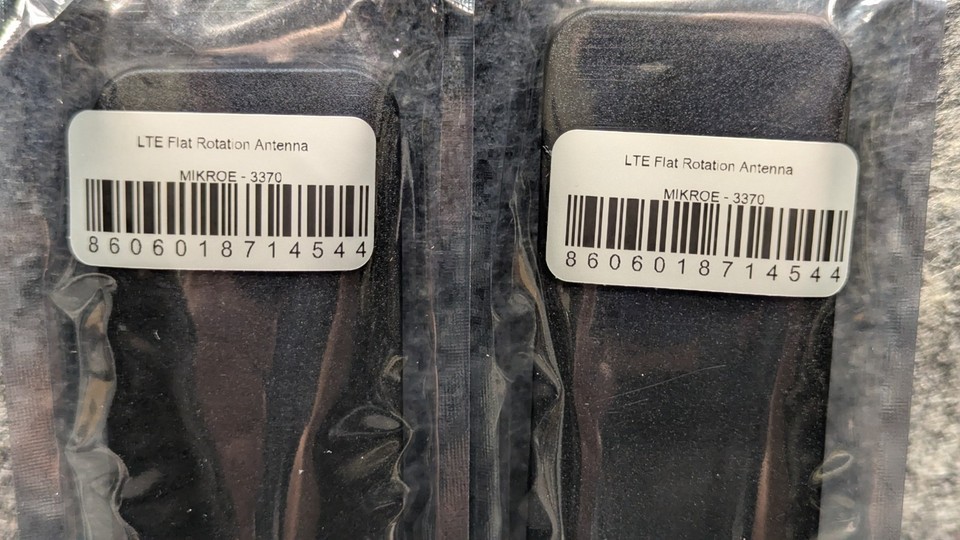 LTE Flat Rotation Antenna
MIKROE - 3370
8606018714544
LTE Flat Rotation Antenna
MIKROE - 3370
8606018714544